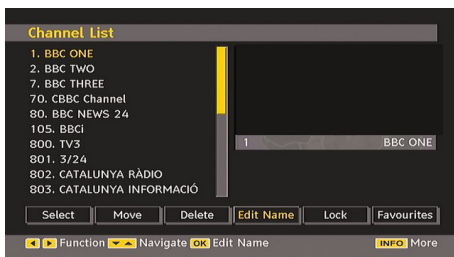 Channel List
1. BBC ONE
2. BBC TWO
7. BBC THREE
70. CBBC Channel
80. BBC NEWS 24
105. BBCi
800. TV3
801. 3/24
802. CATALUNYA RÀDIO
803. CATALUNYA INFORMACIÓ
1 BBC ONE
Select Move Delete Edit Name Lock Favourites
Function Navigate OK Edit Name INFO More